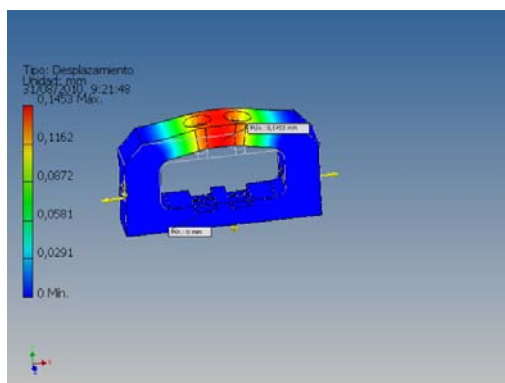 Tipo: Desplazamiento
Unidad: mm
31/08/2010, 9:21:48
0,1453 Máx.
0,1162
Máx.: 0,1453 mm
0,0872
0,0581
Mín.: 0 mm
0,0291
0 Mín.